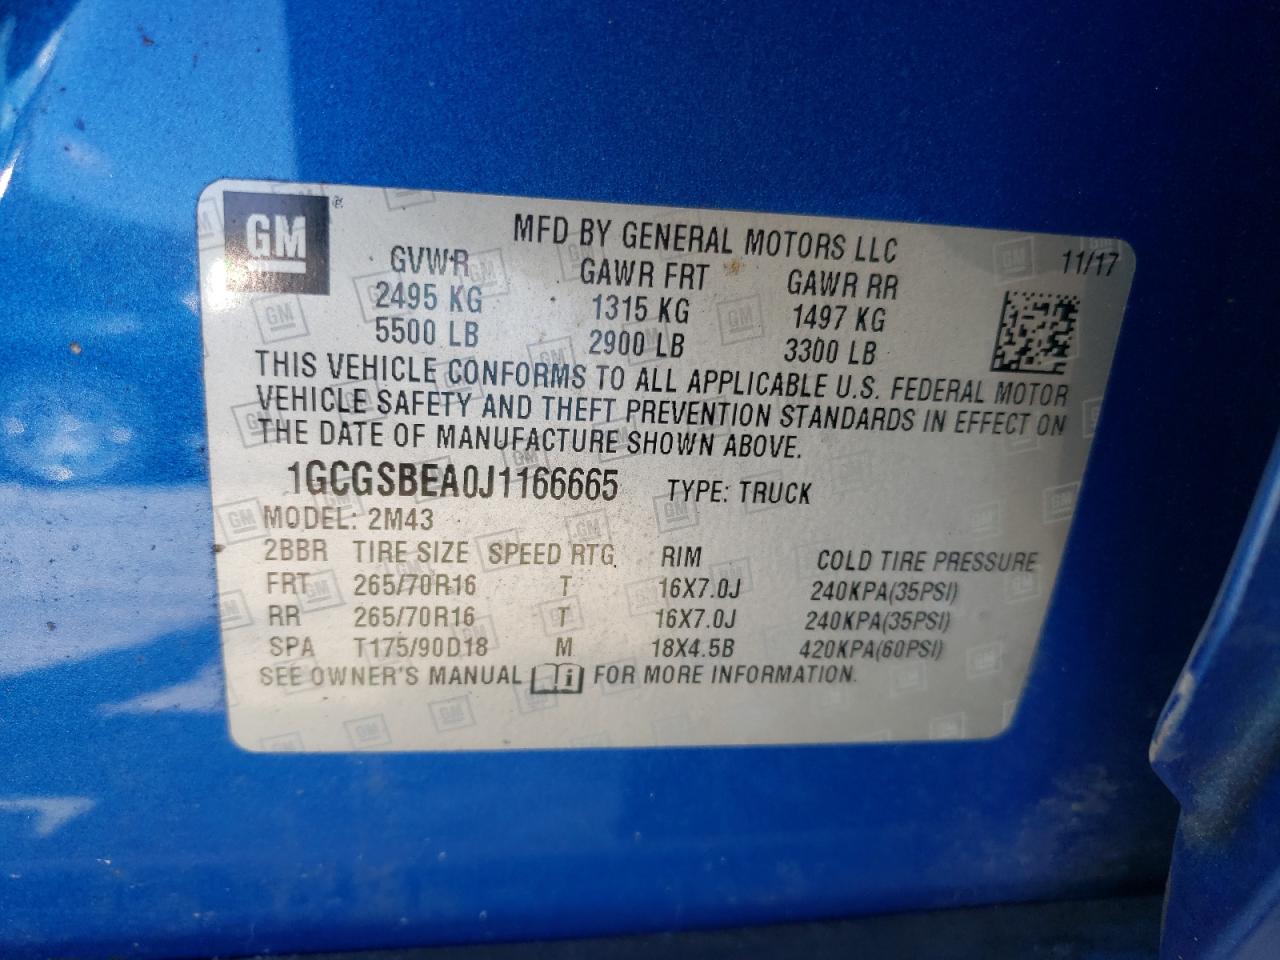 GM
MFD BY GENERAL MOTORS LLC 11/17
GVWR GAWR FRT GAWR RR
2495 KG 1315 KG 1497 KG
5500 LB 2900 LB 3300 LB
THIS VEHICLE CONFORMS TO ALL APPLICABLE U.S. FEDERAL MOTOR
VEHICLE SAFETY AND THEFT PREVENTION STANDARDS IN EFFECT ON
THE DATE OF MANUFACTURE SHOWN ABOVE.
1GCGSBEA0J1166665 TYPE: TRUCK
MODEL: 2M43
2BBR TIRE SIZE SPEED RTG. RIM COLD TIRE PRESSURE
FRT 265/70R16 T 16X7.0J 240KPA(35PSI)
RR 265/70R16 T 16X7.0J 240KPA(35PSI)
SPA T175/90D18 M 18X4.5B 420KPA(60PSI)
SEE OWNER'S MANUAL FOR MORE INFORMATION.